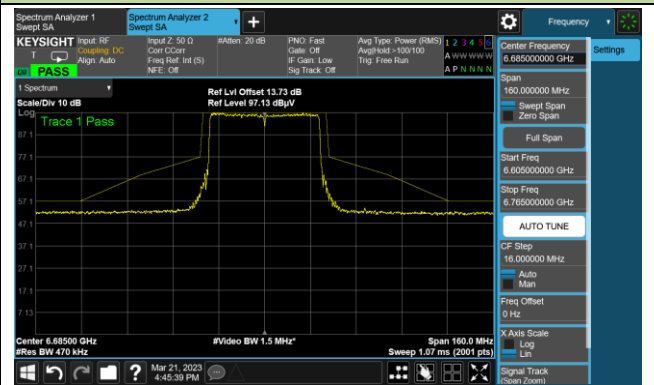 Spectrum Analyzer 1
Swept SA
Spectrum Analyzer 2
Swept SA
Frequency
KEYSIGHT
Input: RF
Coupling: DC
Align: Auto
Input Z: 50 Ω
Corr CCorr
Freq Ref: Int (S)
NFE: Off
#Atten: 20 dB
PNO: Fast
Gate: Off
IF Gain: Low
Sig Track: Off
Avg Type: Power (RMS)
Avg|Hold >100/100
Trig: Free Run
1 2 3 4 5 6
A W W W W W
A P N N N N
T
LXI
PASS
1 Spectrum
Scale/Div 10 dB
Ref Lvl Offset 13.73 dB
Ref Level 97.13 dBµV
Log
Trace 1 Pass
87.1
77.1
67.1
57.1
47.1
37.1
27.1
17.1
7.13
Center 6.68500 GHz
#Res BW 470 kHz
#Video BW 1.5 MHz*
Span 160.0 MHz
Sweep 1.07 ms (2001 pts)
Mar 21, 2023
4:45:39 PM
Settings
Center Frequency
6.685000000 GHz
Span
160.000000 MHz
Swept Span
Zero Span
Full Span
Start Freq
6.605000000 GHz
Stop Freq
6.765000000 GHz
AUTO TUNE
CF Step
16.000000 MHz
Auto
Man
Freq Offset
0 Hz
X Axis Scale
Log
Lin
Signal Track
(Span Zoom)